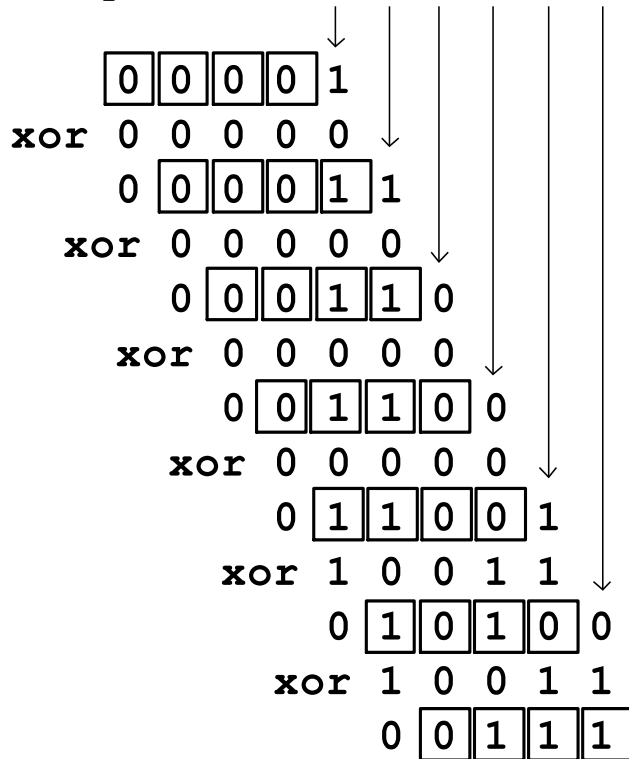 0 0 0 0 1
xor 0 0 0 0 0
0 0 0 0 1 1
xor 0 0 0 0 0
0 0 0 1 1 0
xor 0 0 0 0 0
0 0 1 1 0 0
xor 0 0 0 0 0
0 1 1 0 0 1
xor 1 0 0 1 1
0 1 0 1 0 0
xor 1 0 0 1 1
0 0 1 1 1